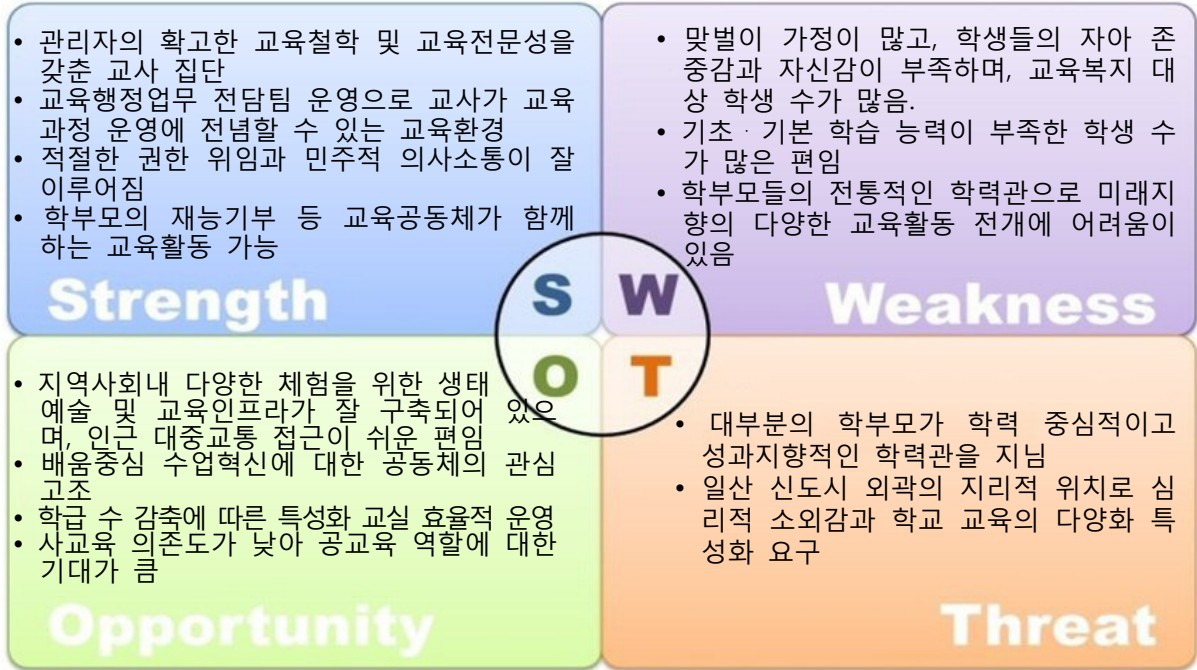 • 관리자의 확고한 교육철학 및 교육전문성을
갖춘 교사 집단
• 교육행정업무 전담팀 운영으로 교사가 교육
과정 운영에 전념할 수 있는 교육환경
• 적절한 권한 위임과 민주적 의사소통이 잘
이루어짐
• 학부모의 재능기부 등 교육공동체가 함께
하는 교육활동 가능
Strength
• 맞벌이 가정이 많고, 학생들의 자아 존
중감과 자신감이 부족하며, 교육복지 대
상 학생 수가 많음.
• 기초 · 기본 학습 능력이 부족한 학생 수
가 많은 편임
• 학부모들의 전통적인 학력관으로 미래지
향의 다양한 교육활동 전개에 어려움이
있음
Weakness
S W
O T
• 지역사회내 다양한 체험을 위한 생태
예술 및 교육인프라가 잘 구축되어 있으
며, 인근 대중교통 접근이 쉬운 편임
• 배움중심 수업혁신에 대한 공동체의 관심
고조
• 학급 수 감축에 따른 특성화 교실 효율적 운영
• 사교육 의존도가 낮아 공교육 역할에 대한
기대가 큼
Opportunity
• 대부분의 학부모가 학력 중심적이고
성과지향적인 학력관을 지님
• 일산 신도시 외곽의 지리적 위치로 심
리적 소외감과 학교 교육의 다양화 특
성화 요구
Threat